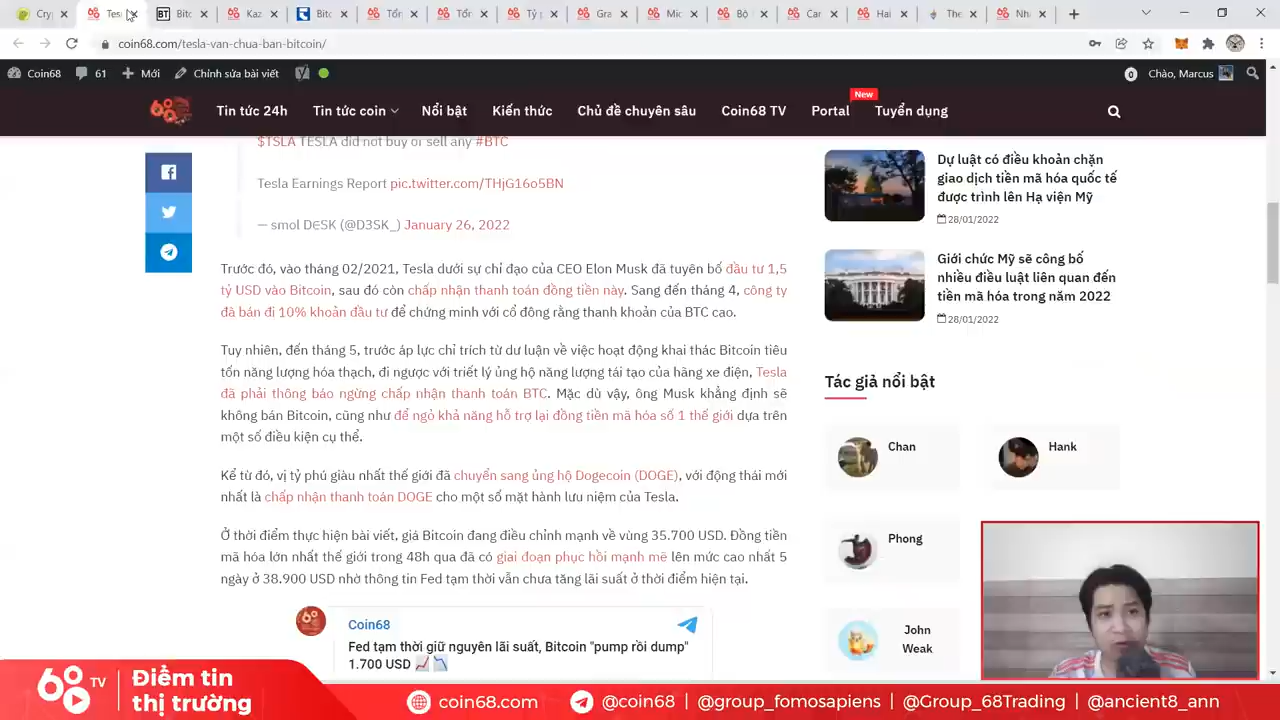 Cryp
Tesl
BT Bitc
Kaz
Bitc
Tổn
Tổr
Tỷ p
Gra
Mic
Bộ
Car
Hai
The
Nhà
coin68.com/tesla-van-chua-ban-bitcoin/
Coin68 61 Mới Chỉnh sửa bài viết
0 Chào, Marcus
68
Tin tức 24h Tin tức coin Nổi bật Kiến thức Chủ đề chuyên sâu Coin68 TV Portal New Tuyển dụng
$TSLA TESLA did not buy or sell any #BTC
Tesla Earnings Report pic.twitter.com/THjG16o5BN
— smol D∈SK (@D3SK_) January 26, 2022
Trước đó, vào tháng 02/2021, Tesla dưới sự chỉ đạo của CEO Elon Musk đã tuyên bố đầu tư 1,5
tỷ USD vào Bitcoin, sau đó còn chấp nhận thanh toán đồng tiền này. Sang đến tháng 4, công ty
đã bán đi 10% khoản đầu tư để chứng minh với cổ đông rằng thanh khoản của BTC cao.
Tuy nhiên, đến tháng 5, trước áp lực chỉ trích từ dư luận về việc hoạt động khai thác Bitcoin tiêu
tốn năng lượng hóa thạch, đi ngược với triết lý ủng hộ năng lượng tái tạo của hãng xe điện, Tesla
đã phải thông báo ngừng chấp nhận thanh toán BTC. Mặc dù vậy, ông Musk khẳng định sẽ
không bán Bitcoin, cũng như để ngỏ khả năng hỗ trợ lại đồng tiền mã hóa số 1 thế giới dựa trên
một số điều kiện cụ thể.
Kể từ đó, vị tỷ phú giàu nhất thế giới đã chuyển sang ủng hộ Dogecoin (DOGE), với động thái mới
nhất là chấp nhận thanh toán DOGE cho một số mặt hàng lưu niệm của Tesla.
Ở thời điểm thực hiện bài viết, giá Bitcoin đang điều chỉnh mạnh về vùng 35.700 USD. Đồng tiền
mã hóa lớn nhất thế giới trong 48h qua đã có giai đoạn phục hồi mạnh mẽ lên mức cao nhất 5
ngày ở 38.900 USD nhờ thông tin Fed tạm thời vẫn chưa tăng lãi suất ở thời điểm hiện tại.
Coin68
Fed tạm thời giữ nguyên lãi suất, Bitcoin "pump rồi dump"
1.700 USD
Dự luật có điều khoản chặn
giao dịch tiền mã hóa quốc tế
được trình lên Hạ viện Mỹ
28/01/2022
Giới chức Mỹ sẽ công bố
nhiều điều luật liên quan đến
tiền mã hóa trong năm 2022
28/01/2022
Tác giả nổi bật
Chan
Hank
Phong
John
Weak
68 TV
Điểm tin
thị trường
coin68.com | @coin68 | @group_fomosapiens | @Group_68Trading | @ancient8_ann